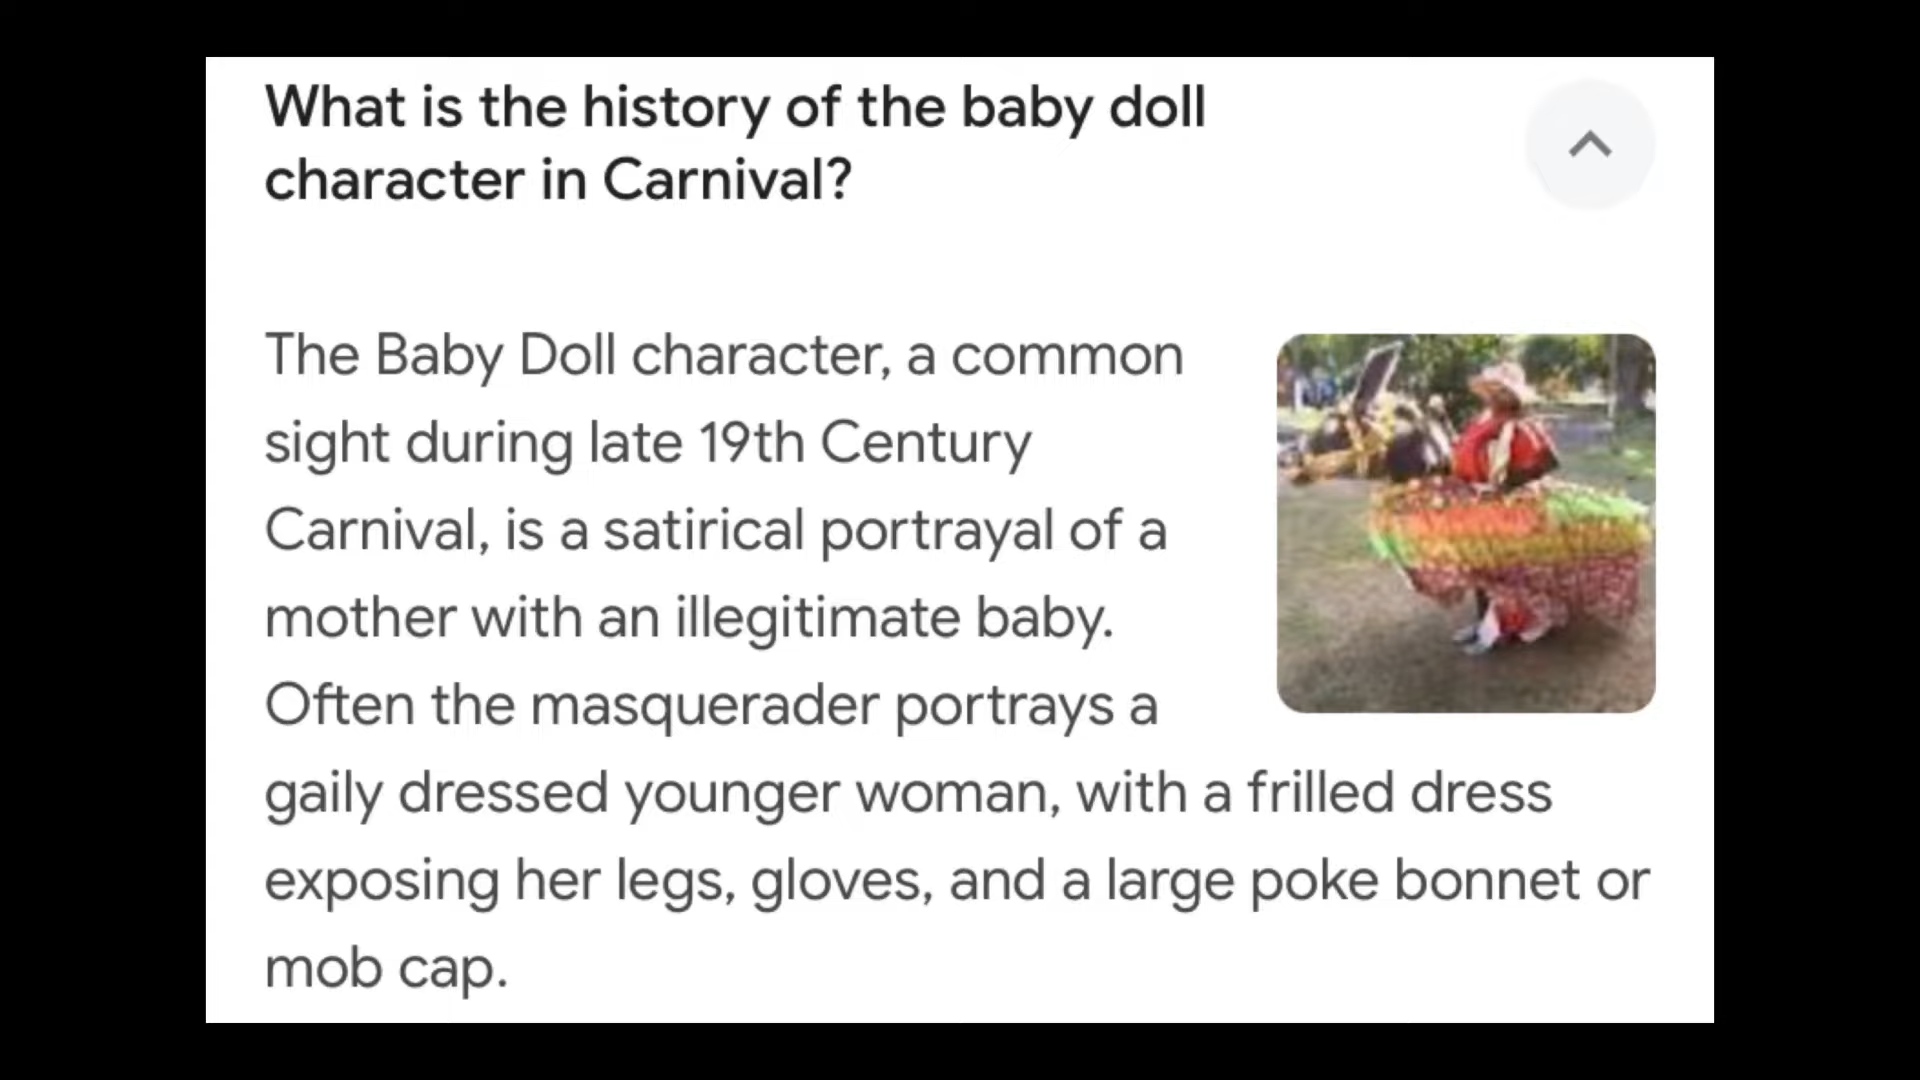 What is the history of the baby doll
character in Carnival?
The Baby Doll character, a common
sight during late 19th Century
Carnival, is a satirical portrayal of a
mother with an illegitimate baby.
Often the masquerader portrays a
gaily dressed younger woman, with a frilled dress
exposing her legs, gloves, and a large poke bonnet or
mob cap.